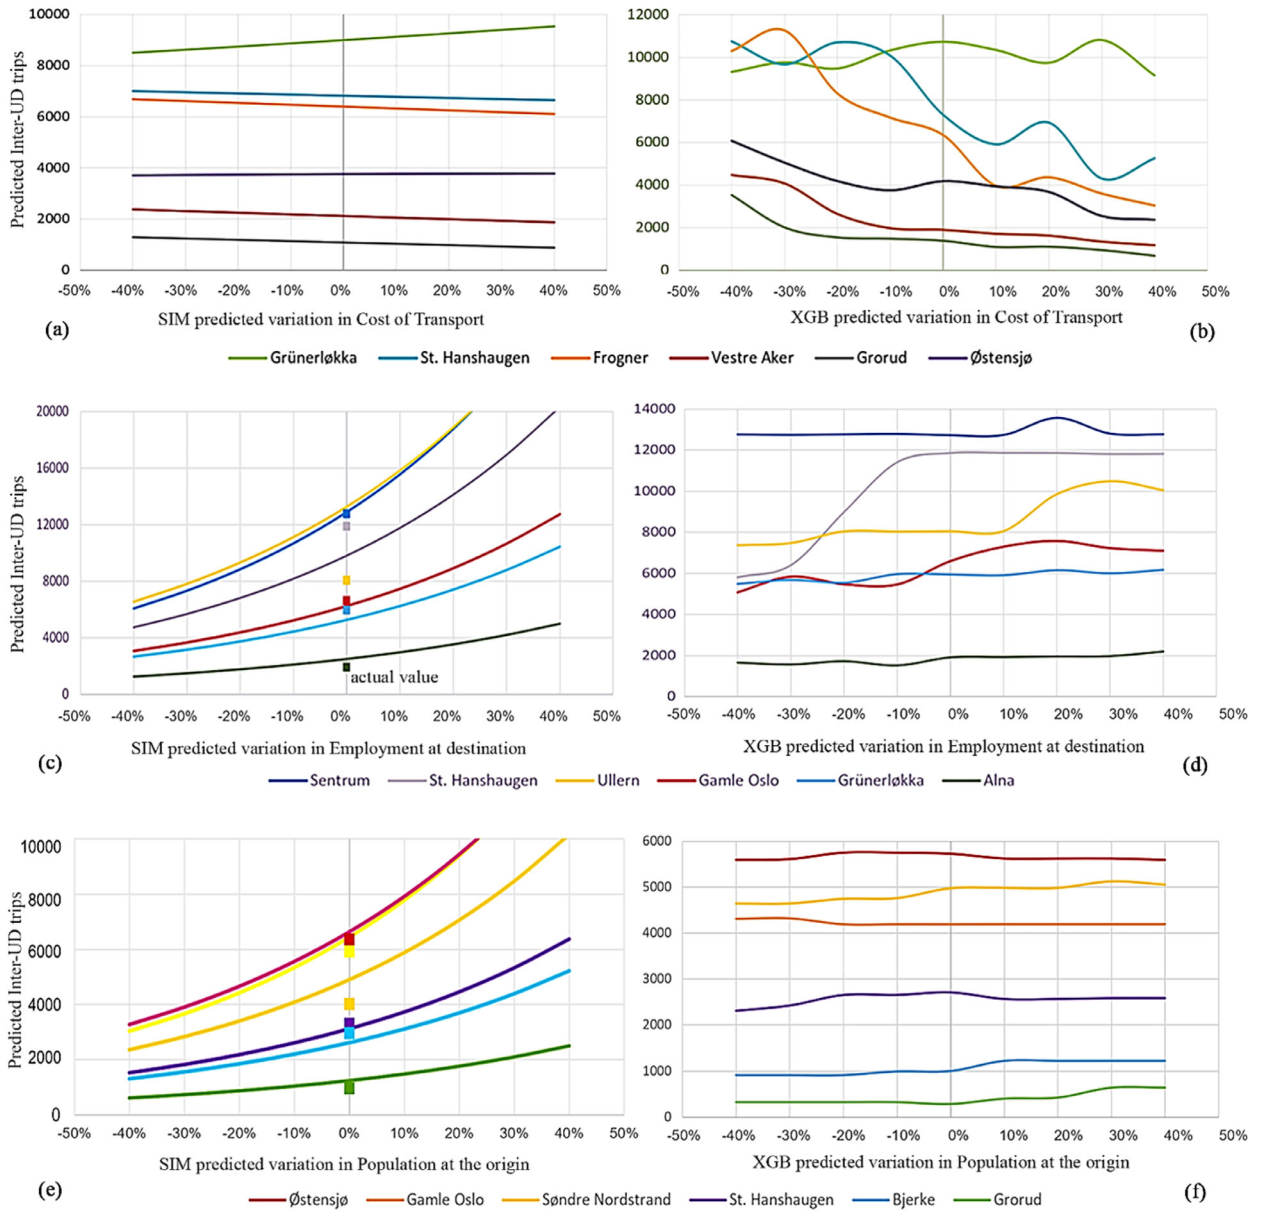 Predicted Inter-UD trips
10000
8000
6000
4000
2000
0
-50% -40% -30% -20% -10% 0% 10% 20% 30% 40% 50%
SIM predicted variation in Cost of Transport
(a)
12000
10000
8000
6000
4000
2000
0
-50% -40% -30% -20% -10% 0% 10% 20% 30% 40% 50%
XGB predicted variation in Cost of Transport
(b)
Grünerløkka St. Hanshaugen Frogner Vestre Aker Grorud Østensjø
Predicted Inter-UD trips
20000
16000
12000
8000
4000
0
actual value
-50% -40% -30% -20% -10% 0% 10% 20% 30% 40% 50%
SIM predicted variation in Employment at destination
(c)
14000
12000
10000
8000
6000
4000
2000
0
-50% -40% -30% -20% -10% 0% 10% 20% 30% 40% 50%
XGB predicted variation in Employment at destination
(d)
Sentrum St. Hanshaugen Ullern Gamle Oslo Grünerløkka Alna
Predicted Inter-UD trips
10000
8000
6000
4000
2000
0
-50% -40% -30% -20% -10% 0% 10% 20% 30% 40% 50%
SIM predicted variation in Population at the origin
(e)
6000
5000
4000
3000
2000
1000
0
-50% -40% -30% -20% -10% 0% 10% 20% 30% 40% 50%
XGB predicted variation in Population at the origin
(f)
Østensjø Gamle Oslo Søndre Nordstrand St. Hanshaugen Bjerke Grorud